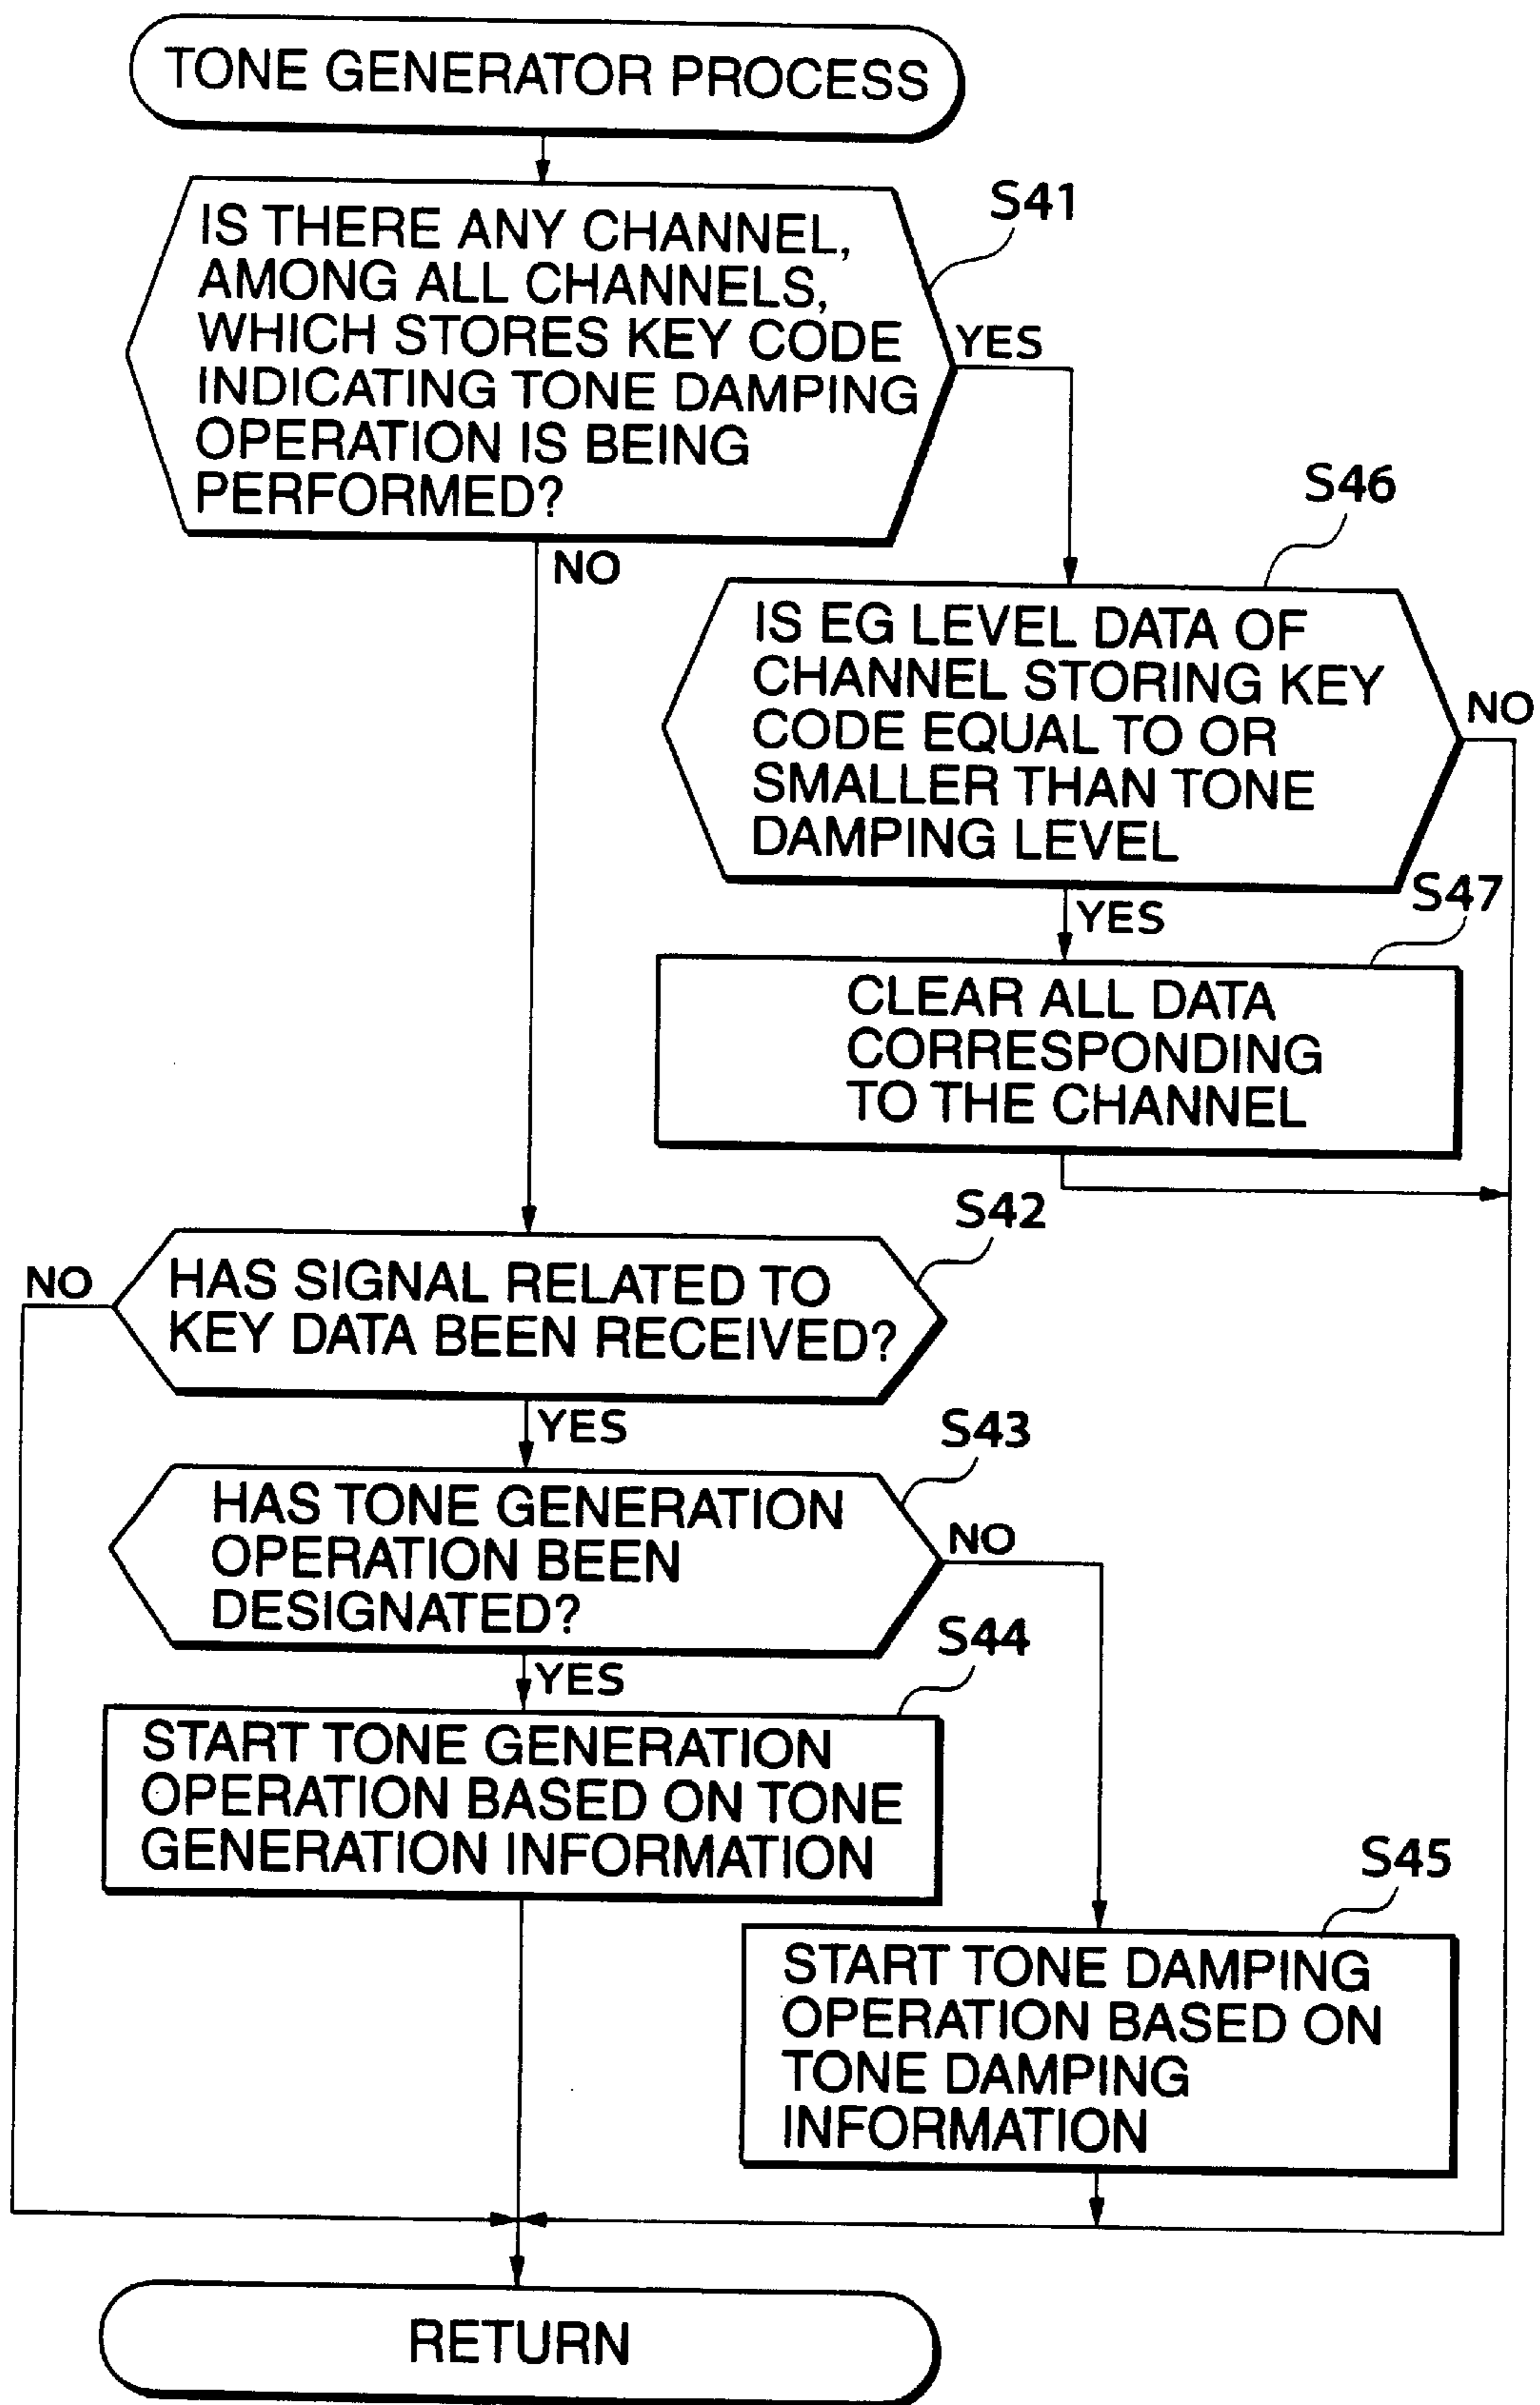 TONE GENERATOR PROCESS
S41
IS THERE ANY CHANNEL,
AMONG ALL CHANNELS,
WHICH STORES KEY CODE
INDICATING TONE DAMPING
OPERATION IS BEING
PERFORMED?
YES
NO
S46
IS EG LEVEL DATA OF
CHANNEL STORING KEY
CODE EQUAL TO OR
SMALLER THAN TONE
DAMPING LEVEL
NO
YES
S47
CLEAR ALL DATA
CORRESPONDING
TO THE CHANNEL
S42
NO
HAS SIGNAL RELATED TO
KEY DATA BEEN RECEIVED?
YES
S43
HAS TONE GENERATION
OPERATION BEEN
DESIGNATED?
NO
YES
S44
START TONE GENERATION
OPERATION BASED ON TONE
GENERATION INFORMATION
S45
START TONE DAMPING
OPERATION BASED ON
TONE DAMPING
INFORMATION
RETURN